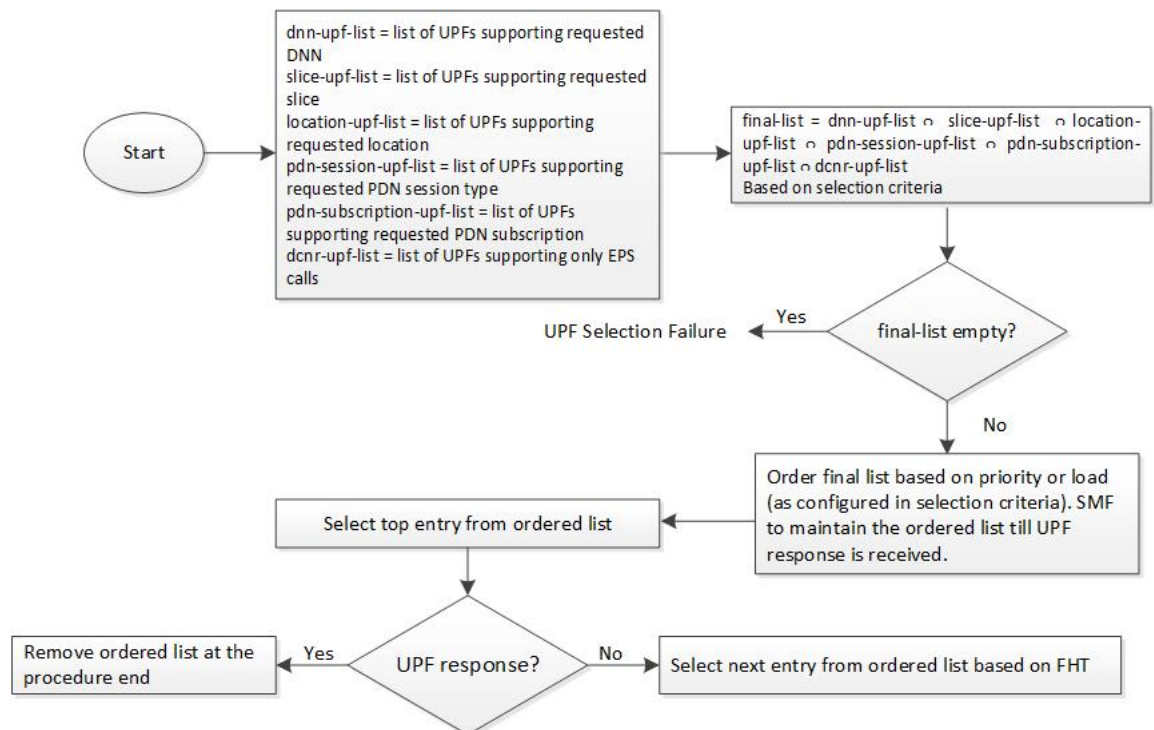 Start
dnn-upf-list = list of UPFs supporting requested
DNN
slice-upf-list = list of UPFs supporting requested
slice
location-upf-list = list of UPFs supporting
requested location
pdn-session-upf-list = list of UPFs supporting
requested PDN session type
pdn-subscription-upf-list = list of UPFs
supporting requested PDN subscription
dcnr-upf-list = list of UPFs supporting only EPS
calls
final-list = dnn-upf-list ∩ slice-upf-list ∩ location-
upf-list ∩ pdn-session-upf-list ∩ pdn-subscription-
upf-list ∩ dcnr-upf-list
Based on selection criteria
final-list empty?
Yes
UPF Selection Failure
No
Order final list based on priority or load
(as configured in selection criteria). SMF
to maintain the ordered list till UPF
response is received.
Select top entry from ordered list
UPF response?
Yes
Remove ordered list at the
procedure end
No
Select next entry from ordered list based on FHT